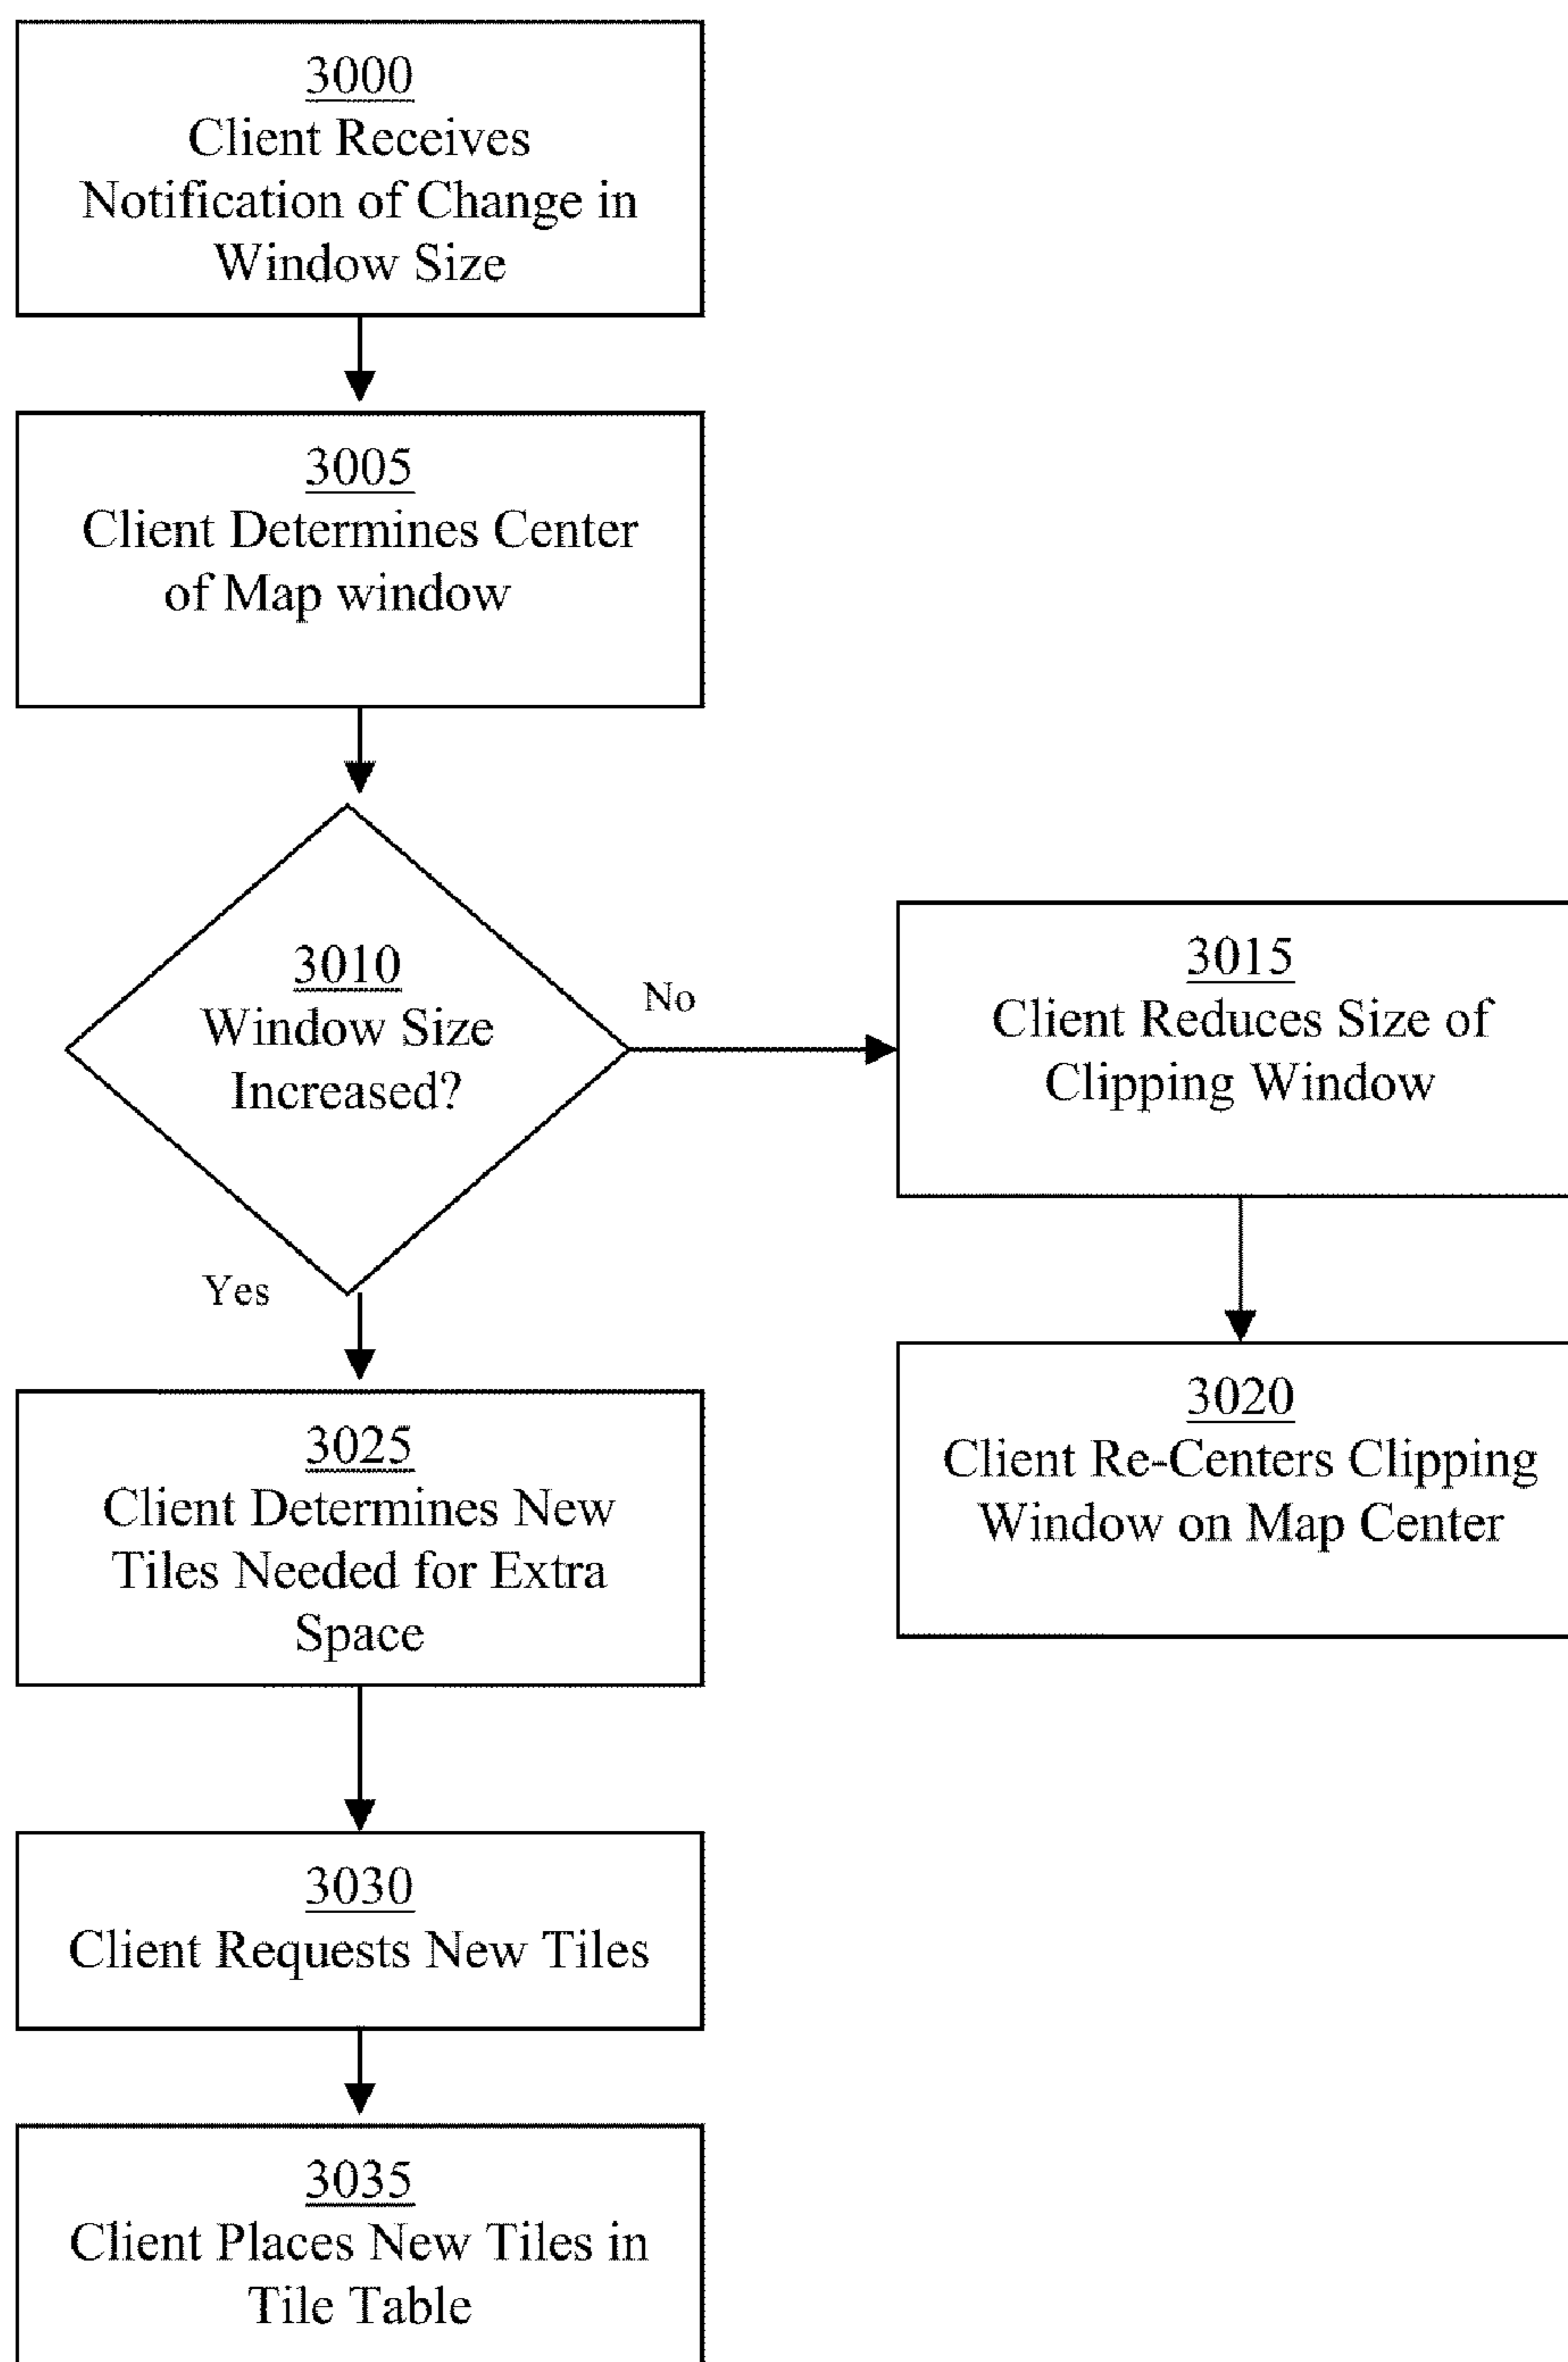 3000
Client Receives
Notification of Change in
Window Size
3005
Client Determines Center
of Map window
3010
Window Size
Increased?
No
3015
Client Reduces Size of
Clipping Window
Yes
3020
Client Re-Centers Clipping
Window on Map Center
3025
Client Determines New
Tiles Needed for Extra
Space
3030
Client Requests New Tiles
3035
Client Places New Tiles in
Tile Table